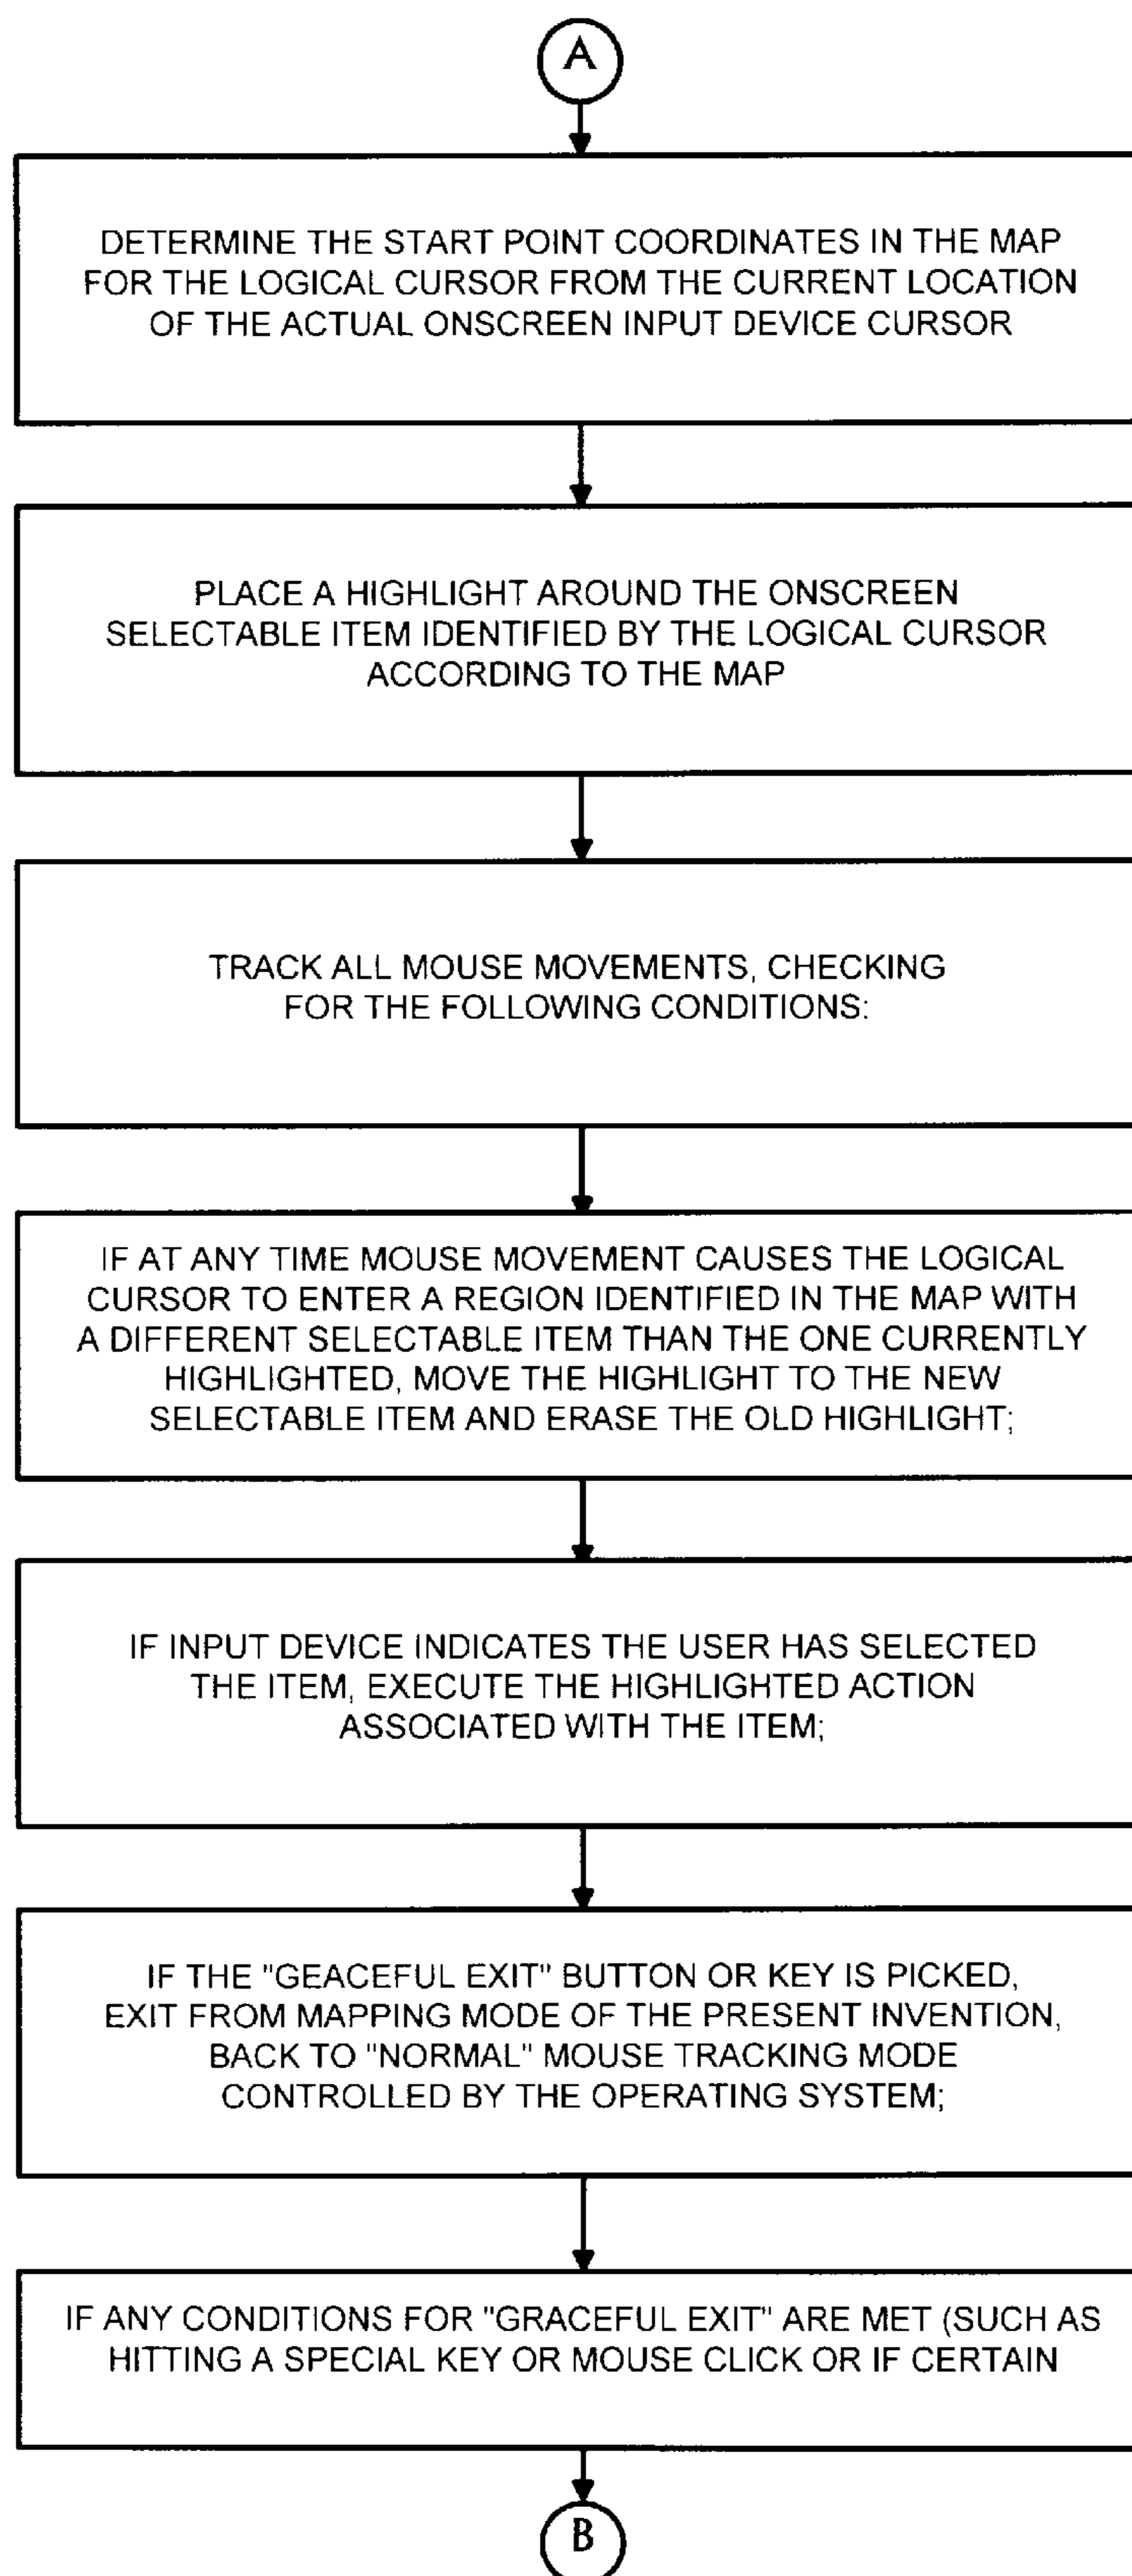 A
DETERMINE THE START POINT COORDINATES IN THE MAP
FOR THE LOGICAL CURSOR FROM THE CURRENT LOCATION
OF THE ACTUAL ONSCREEN INPUT DEVICE CURSOR
PLACE A HIGHLIGHT AROUND THE ONSCREEN
SELECTABLE ITEM IDENTIFIED BY THE LOGICAL CURSOR
ACCORDING TO THE MAP
TRACK ALL MOUSE MOVEMENTS, CHECKING
FOR THE FOLLOWING CONDITIONS:
IF AT ANY TIME MOUSE MOVEMENT CAUSES THE LOGICAL
CURSOR TO ENTER A REGION IDENTIFIED IN THE MAP WITH
A DIFFERENT SELECTABLE ITEM THAN THE ONE CURRENTLY
HIGHLIGHTED, MOVE THE HIGHLIGHT TO THE NEW
SELECTABLE ITEM AND ERASE THE OLD HIGHLIGHT;
IF INPUT DEVICE INDICATES THE USER HAS SELECTED
THE ITEM, EXECUTE THE HIGHLIGHTED ACTION
ASSOCIATED WITH THE ITEM;
IF THE "GEACEFUL EXIT" BUTTON OR KEY IS PICKED,
EXIT FROM MAPPING MODE OF THE PRESENT INVENTION,
BACK TO "NORMAL" MOUSE TRACKING MODE
CONTROLLED BY THE OPERATING SYSTEM;
IF ANY CONDITIONS FOR "GRACEFUL EXIT" ARE MET (SUCH AS
HITTING A SPECIAL KEY OR MOUSE CLICK OR IF CERTAIN
B